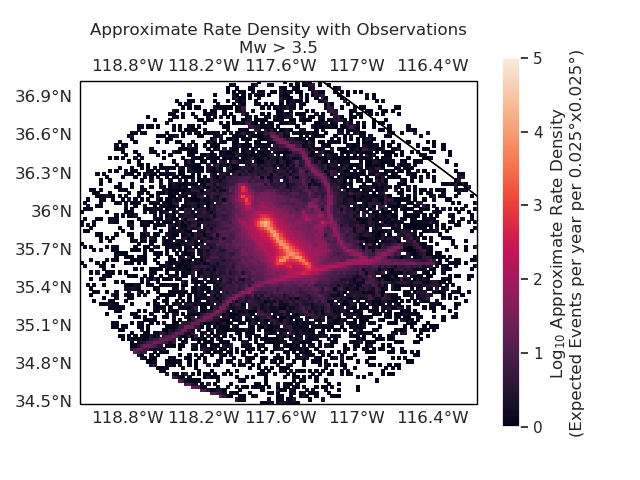 Approximate Rate Density with Observations
Mw > 3.5
118.8°W 118.2°W 117.6°W 117°W 116.4°W
36.9°N
36.6°N
36.3°N
36°N
35.7°N
35.4°N
35.1°N
34.8°N
34.5°N
118.8°W 118.2°W 117.6°W 117°W 116.4°W
5
4
3
2
1
0
Log₁₀ Approximate Rate Density
(Expected Events per year per 0.025°x0.025°)